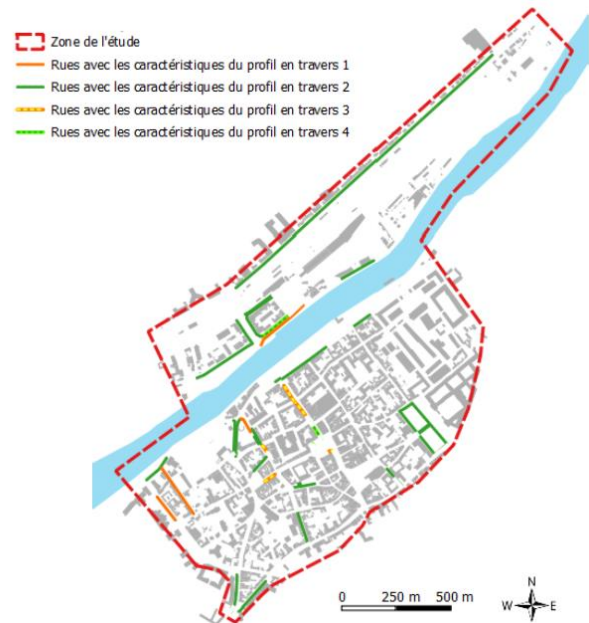 Zone de l'étude
Rues avec les caractéristiques du profil en travers 1
Rues avec les caractéristiques du profil en travers 2
Rues avec les caractéristiques du profil en travers 3
Rues avec les caractéristiques du profil en travers 4
0 250 m 500 m
N
W E
S